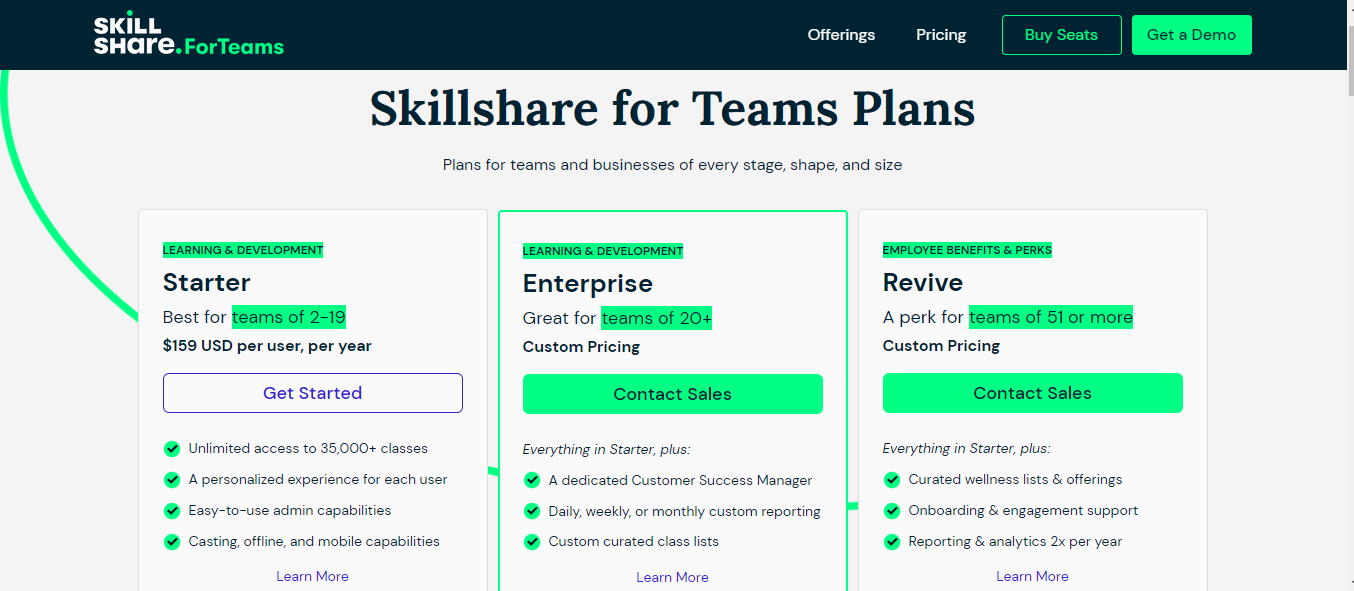 SKILL
SHARE.ForTeams
Offerings
Pricing
Buy Seats
Get a Demo
Skillshare for Teams Plans
Plans for teams and businesses of every stage, shape, and size
LEARNING & DEVELOPMENT
Starter
Best for teams of 2-19
$159 USD per user, per year
Get Started
Unlimited access to 35,000+ classes
A personalized experience for each user
Easy-to-use admin capabilities
Casting, offline, and mobile capabilities
Learn More
LEARNING & DEVELOPMENT
Enterprise
Great for teams of 20+
Custom Pricing
Contact Sales
Everything in Starter, plus:
A dedicated Customer Success Manager
Daily, weekly, or monthly custom reporting
Custom curated class lists
Learn More
EMPLOYEE BENEFITS & PERKS
Revive
A perk for teams of 51 or more
Custom Pricing
Contact Sales
Everything in Starter, plus:
Curated wellness lists & offerings
Onboarding & engagement support
Reporting & analytics 2x per year
Learn More